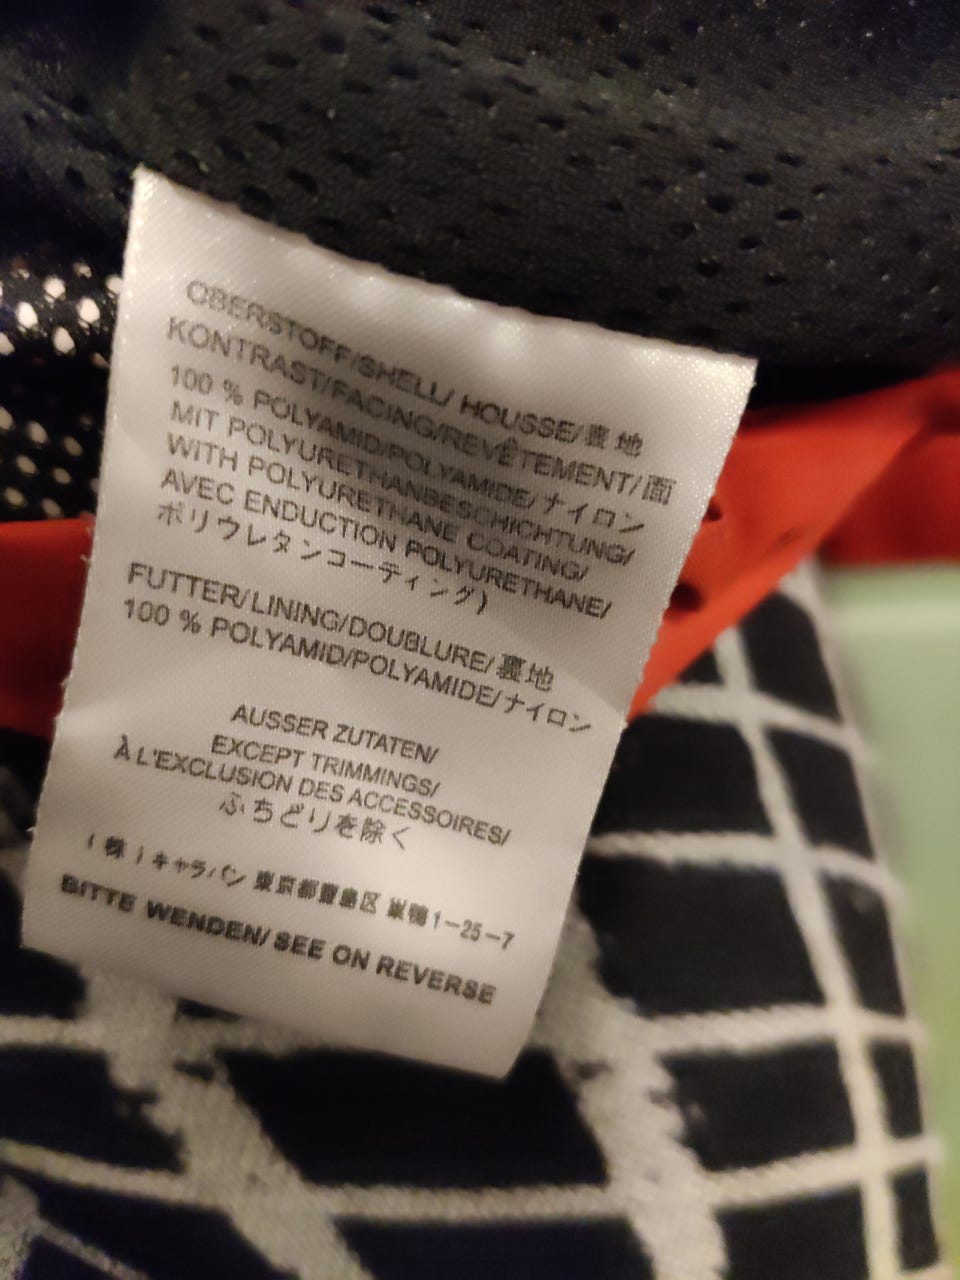 OBERSTOFF/SHELL/ HOUSSE/表地
KONTRAST/FACING/REVÊTEMENT/面
100 % POLYAMID/POLYAMIDE/ナイロン
MIT POLYURETHANBESCHICHTUNG/
WITH POLYURETHANE COATING/
AVEC ENDUCTION POLYURETHANE/
ポリウレタンコーティング)
FUTTER/LINING/DOUBLURE/裏地
100 % POLYAMID/POLYAMIDE/ナイロン
AUSSER ZUTATEN/
EXCEPT TRIMMINGS/
À L'EXCLUSION DES ACCESSOIRES/
ふちどりを除く
(株)キャラバン 東京都豊島区 巣鴨1-25-7
BITTE WENDEN/ SEE ON REVERSE